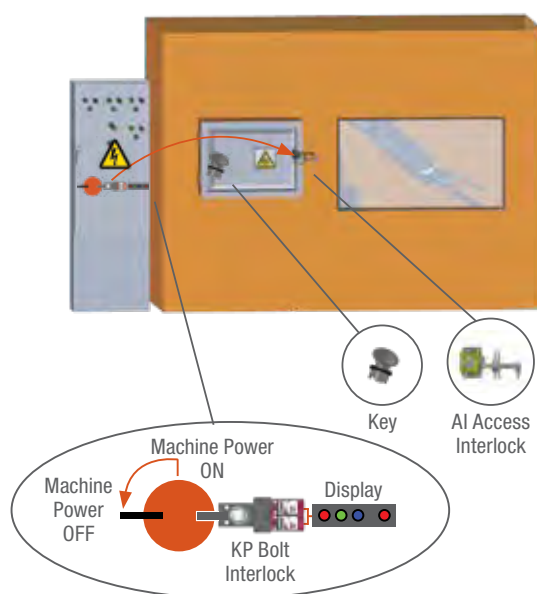 Key
AI Access
Interlock
Machine Power
ON
Machine
Power
OFF
Display
KP Bolt
Interlock